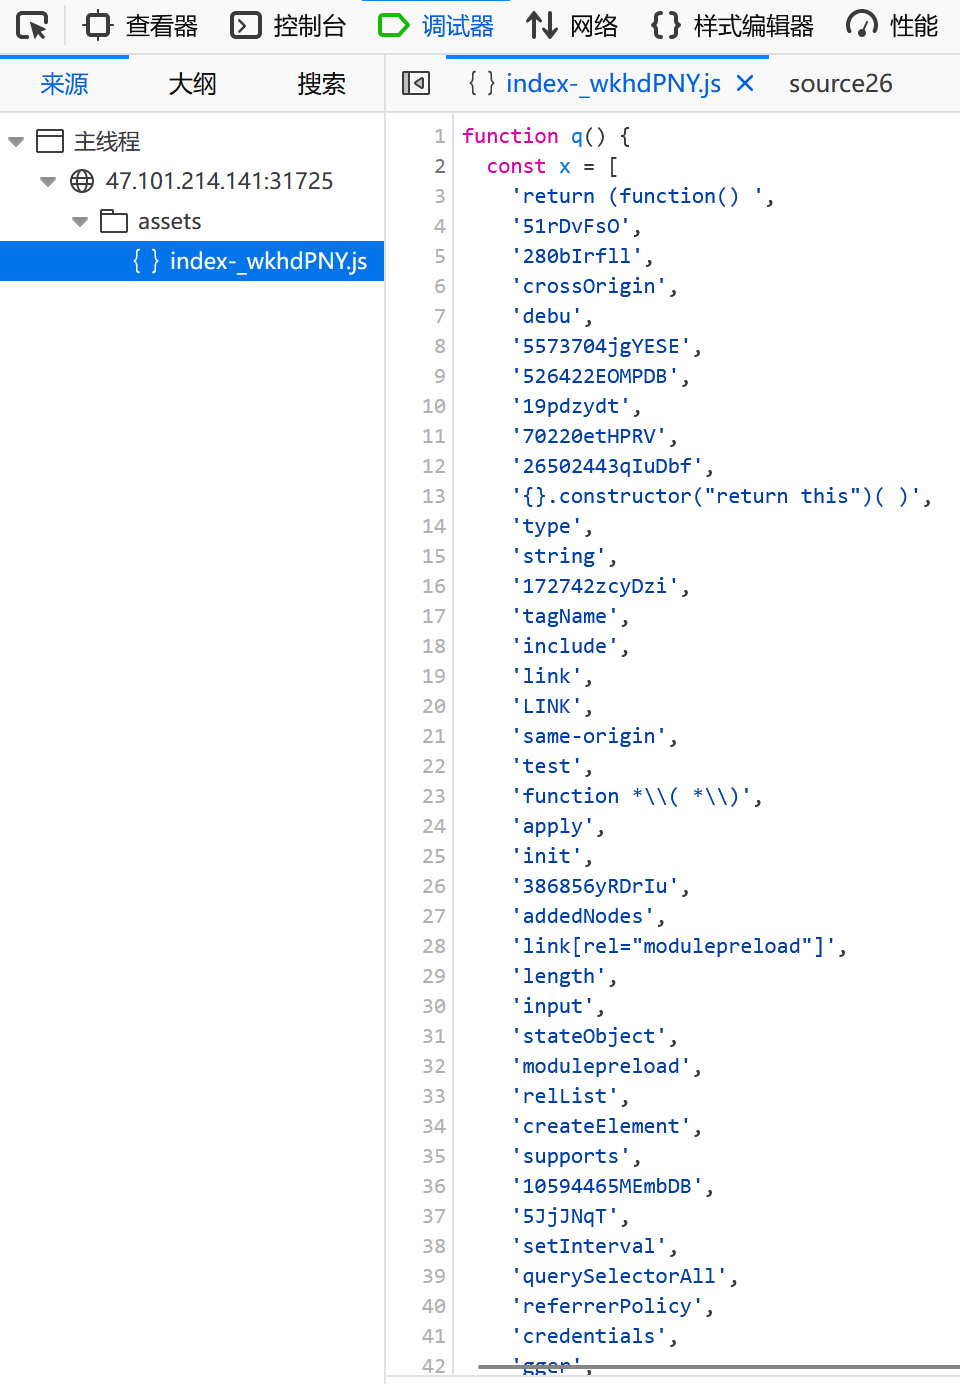 查看器 控制台 调试器 网络 样式编辑器 性能
来源 大纲 搜索 { } index-_wkhdPNY.js × source26
主线程
47.101.214.141:31725
assets
{ } index-_wkhdPNY.js
1 function q() {
2 const x = [
3 'return (function() ',
4 '51rDvFsO',
5 '280bIrfll',
6 'crossOrigin',
7 'debu',
8 '5573704jgYESE',
9 '526422EOMPDB',
10 '19pdzydt',
11 '70220etHPRV',
12 '26502443qIuDbf',
13 '{}.constructor("return this")( )',
14 'type',
15 'string',
16 '172742zcyDzi',
17 'tagName',
18 'include',
19 'link',
20 'LINK',
21 'same-origin',
22 'test',
23 'function *\\( *\\)',
24 'apply',
25 'init',
26 '386856yRDrIu',
27 'addedNodes',
28 'link[rel="modulepreload"]',
29 'length',
30 'input',
31 'stateObject',
32 'modulepreload',
33 'relList',
34 'createElement',
35 'supports',
36 '10594465MEmbDB',
37 '5JjJNqT',
38 'setInterval',
39 'querySelectorAll',
40 'referrerPolicy',
41 'credentials',
42 'gger',